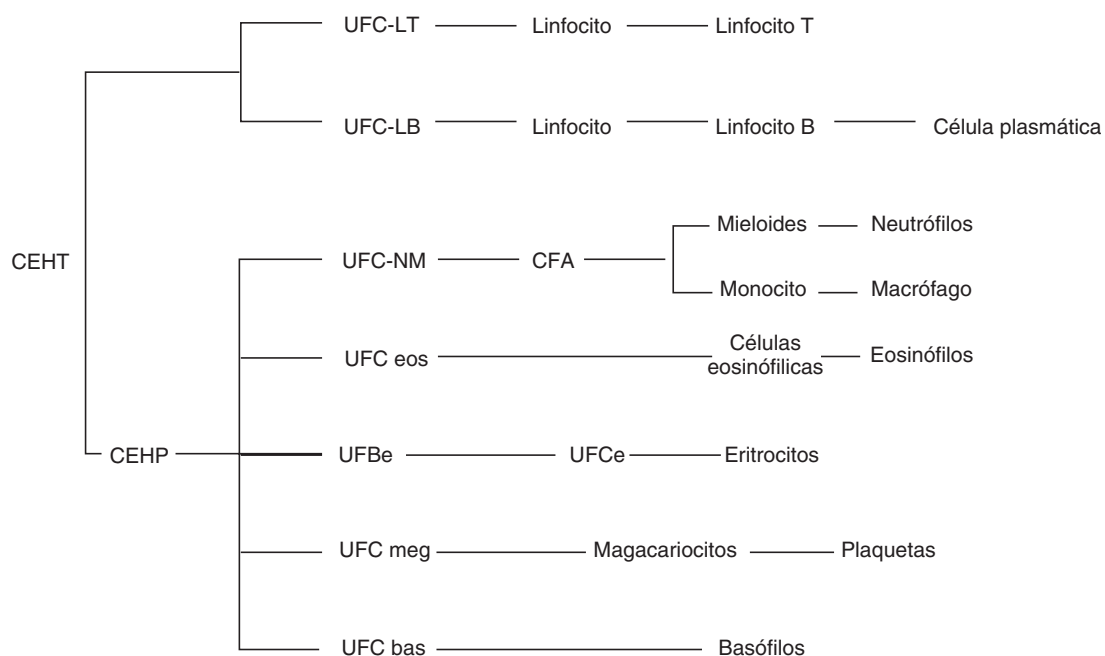 UFC-LT Linfocito Linfocito T
UFC-LB Linfocito Linfocito B Célula plasmática
CEHT
UFC-NM CFA
Mieloides Neutrófilos
Monocito Macrófago
UFC eos
Células
eosinófilicas
Eosinófilos
CEHP
UFBe UFCe Eritrocitos
UFC meg Magacariocitos Plaquetas
UFC bas Basófilos